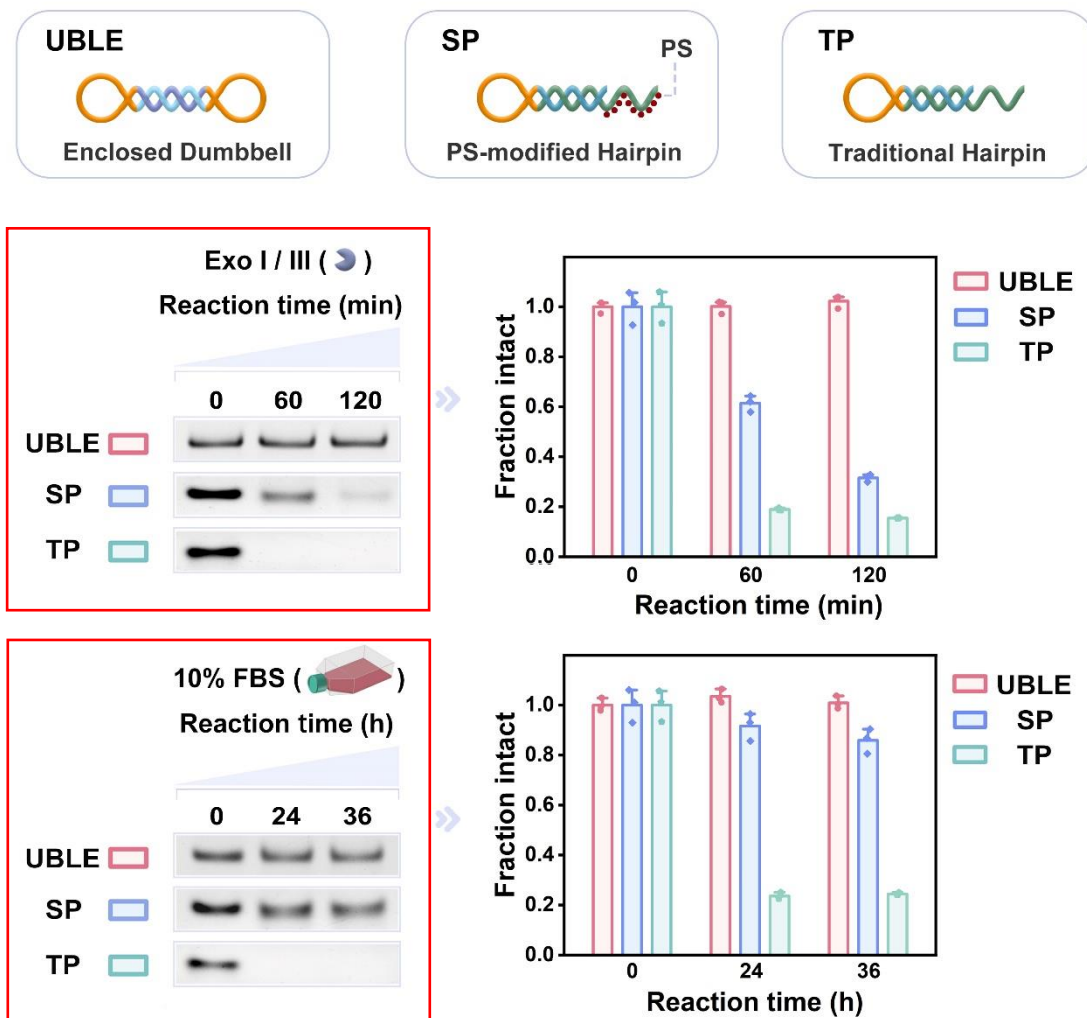 UBLE
Enclosed Dumbbell
SP
PS
PS-modified Hairpin
TP
Traditional Hairpin
Exo I / III ( )
Reaction time (min)
0 60 120
UBLE
SP
TP
Fraction intact
1.0
0.8
0.6
0.4
0.2
0.0
0 60 120
Reaction time (min)
UBLE
SP
TP
10% FBS ( )
Reaction time (h)
0 24 36
UBLE
SP
TP
Fraction intact
1.0
0.8
0.6
0.4
0.2
0.0
0 24 36
Reaction time (h)
UBLE
SP
TP